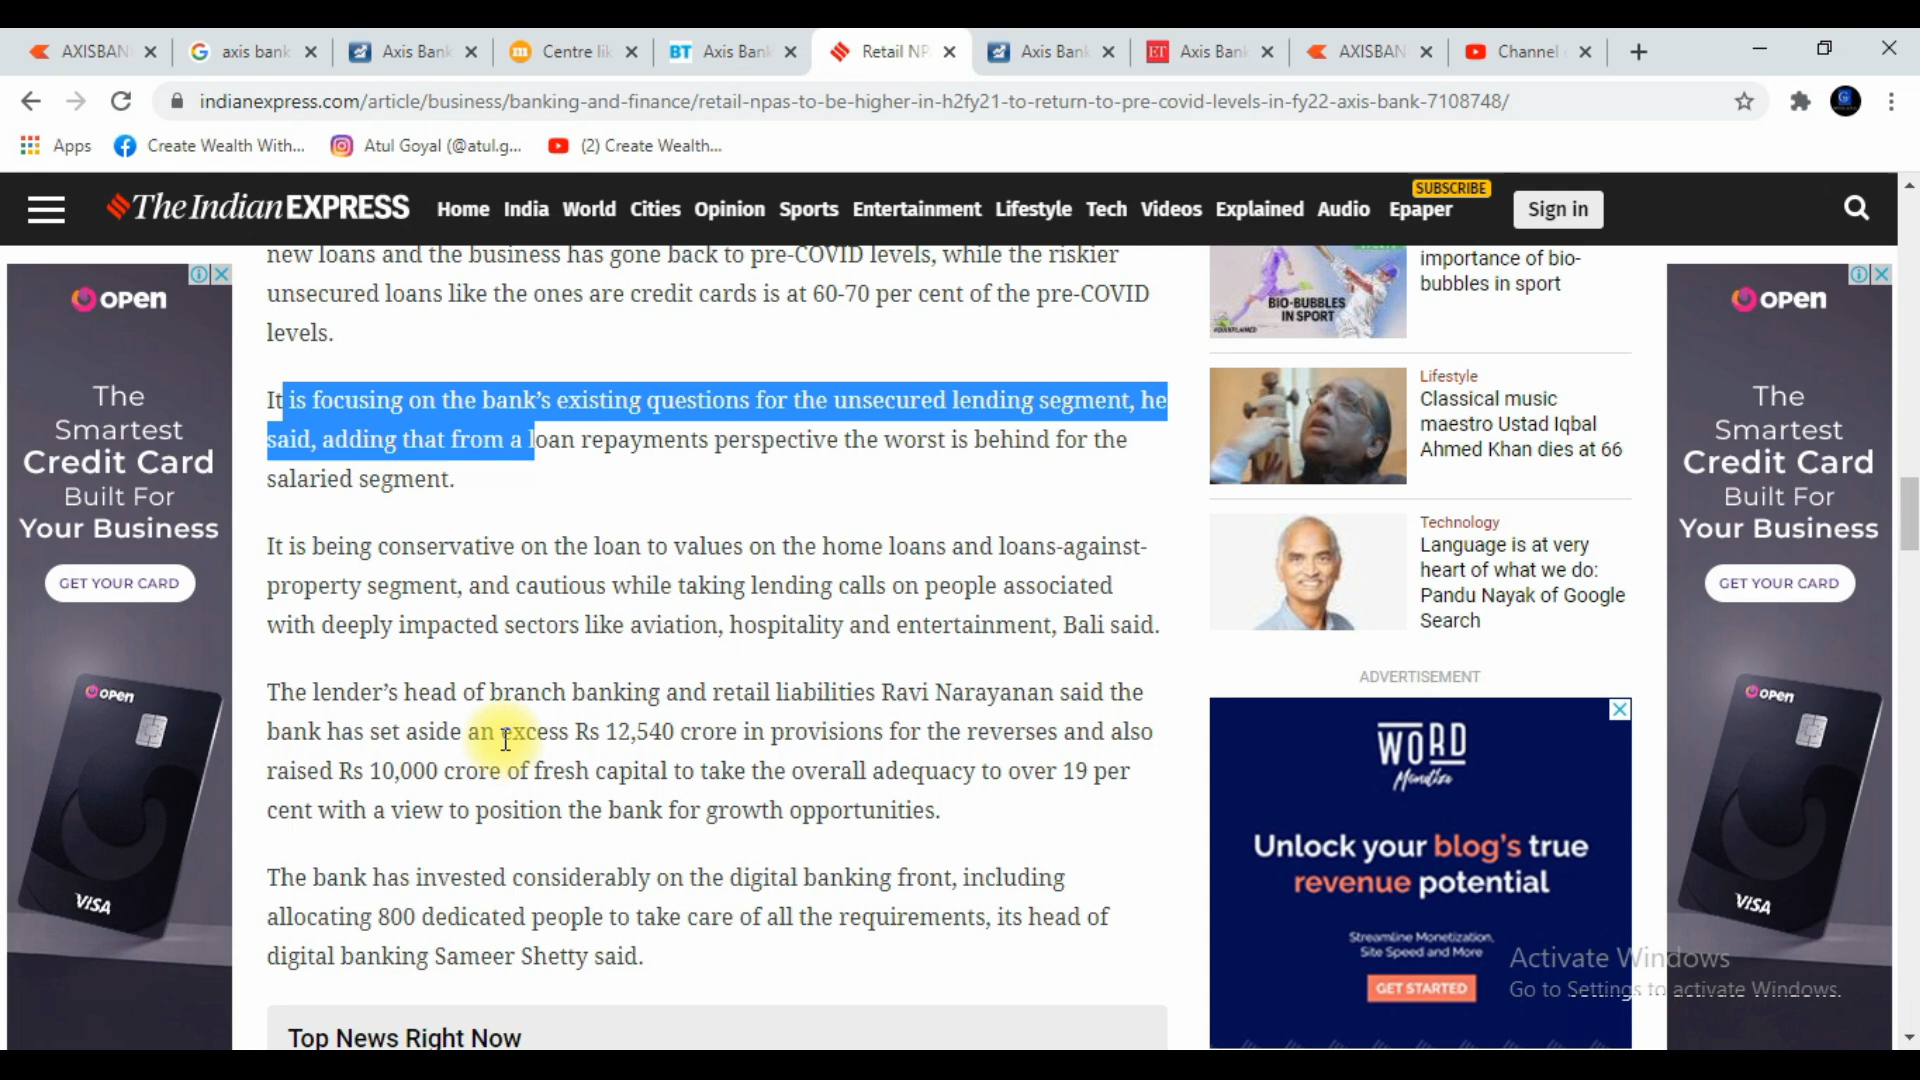 AXISBAN
axis bank
Axis Bank
Centre lik
BT
Axis Bank
Retail NP
Axis Bank
ET
Axis Bank
AXISBAN
Channel
indianexpress.com/article/business/banking-and-finance/retail-npas-to-be-higher-in-h2fy21-to-return-to-pre-covid-levels-in-fy22-axis-bank-7108748/
Apps
Create Wealth With...
Atul Goyal (@atul.g...
(2) Create Wealth...
The Indian EXPRESS
Home India World Cities Opinion Sports Entertainment Lifestyle Tech Videos Explained Audio Epaper
SUBSCRIBE
Sign in
new loans and the business has gone back to pre-COVID levels, while the riskier
unsecured loans like the ones are credit cards is at 60-70 per cent of the pre-COVID
levels.
It is focusing on the bank’s existing questions for the unsecured lending segment, he
said, adding that from a loan repayments perspective the worst is behind for the
salaried segment.
It is being conservative on the loan to values on the home loans and loans-against-
property segment, and cautious while taking lending calls on people associated
with deeply impacted sectors like aviation, hospitality and entertainment, Bali said.
The lender’s head of branch banking and retail liabilities Ravi Narayanan said the
bank has set aside an excess Rs 12,540 crore in provisions for the reverses and also
raised Rs 10,000 crore of fresh capital to take the overall adequacy to over 19 per
cent with a view to position the bank for growth opportunities.
The bank has invested considerably on the digital banking front, including
allocating 800 dedicated people to take care of all the requirements, its head of
digital banking Sameer Shetty said.
Top News Right Now
OPEN
The
Smartest
Credit Card
Built For
Your Business
GET YOUR CARD
OPEN
VISA
BIO-BUBBLES
IN SPORT
importance of bio-
bubbles in sport
Lifestyle
Classical music
maestro Ustad Iqbal
Ahmed Khan dies at 66
Technology
Language is at very
heart of what we do:
Pandu Nayak of Google
Search
ADVERTISEMENT
WORD
Monetize
Unlock your blog's true
revenue potential
Streamline Monetization,
Site Speed and More
GET STARTED
OPEN
The
Smartest
Credit Card
Built For
Your Business
GET YOUR CARD
OPEN
VISA
Activate Windows
Go to Settings to activate Windows.